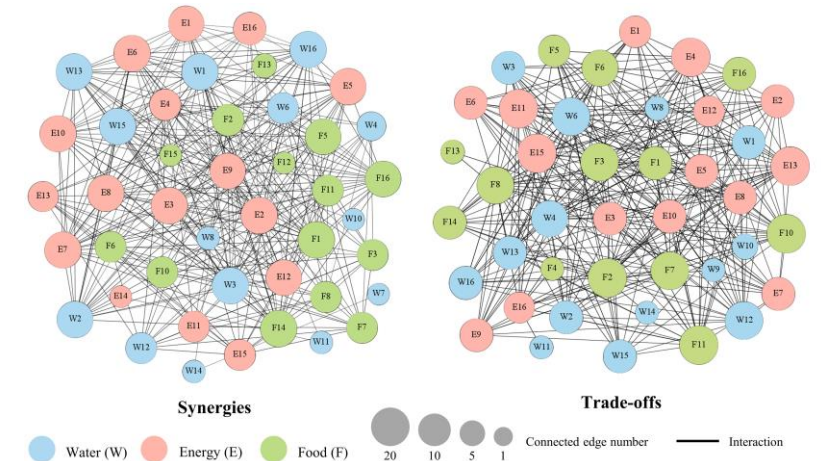 E1
E16
W16
E6
F13
W13
W1
E5
E4
W6
F2
W15
W4
E10
F5
F15
F12
E9
F16
F11
E13
E8
E3
E2
W10
W8
F1
F6
E7
F3
F10
E12
W3
W7
E14
F8
W2
E11
F14
F7
W12
W11
E15
W14
Synergies
E1
F5
E4
W3
F6
F16
E6
E2
E11
W8
E12
W6
W1
F13
E15
F3
F1
E13
E5
F8
E8
F14
W4
E3
E10
F10
W10
W13
F4
W9
F7
F2
W16
E7
E16
W14
W2
W12
E9
W11
F11
W15
Trade-offs
Water (W)
Energy (E)
Food (F)
20
10
5
1
Connected edge number
Interaction